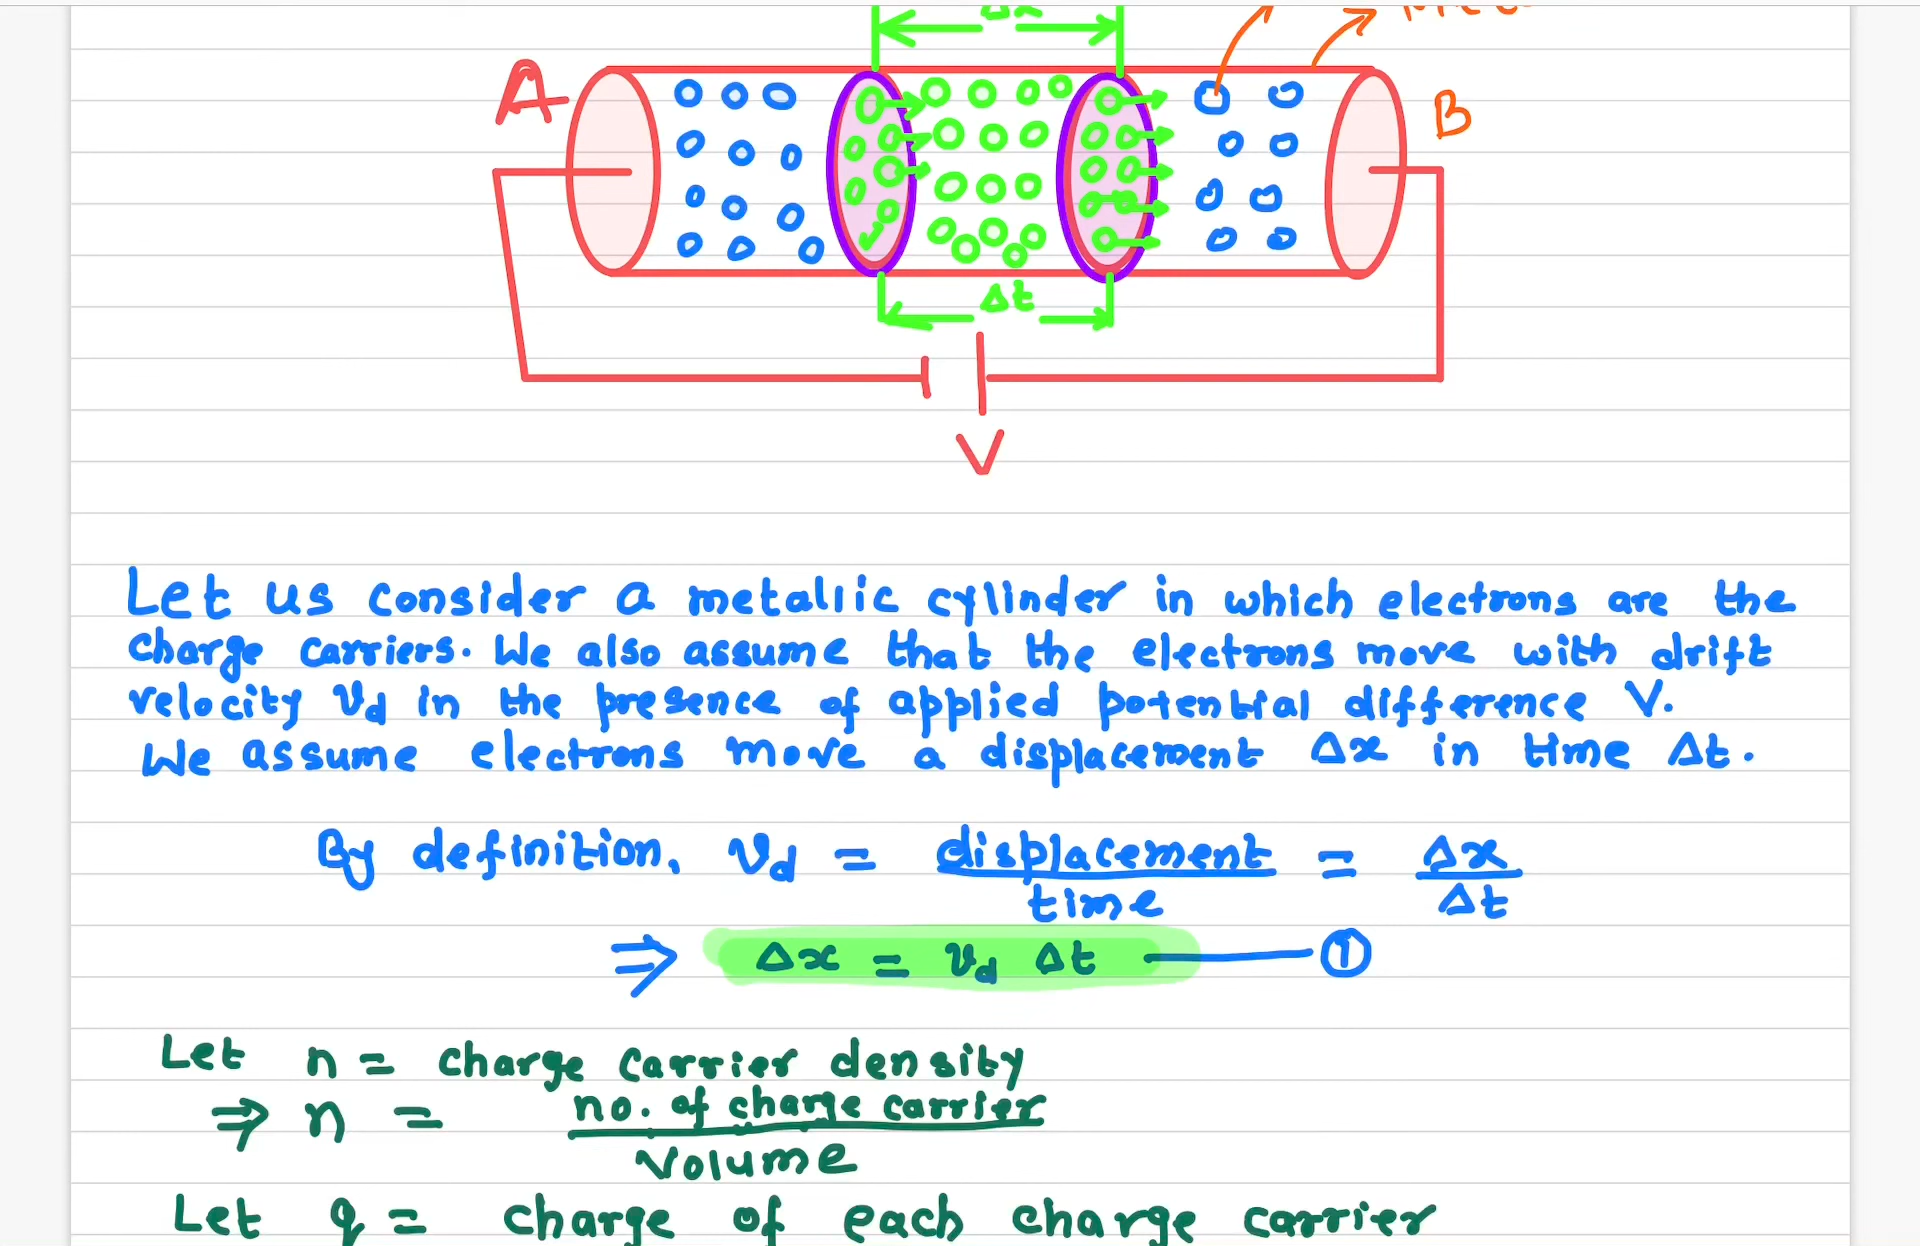 Δx
A
B
Δt
V
Let us consider a metallic cylinder in which electrons are the
charge carriers. We also assume that the electrons move with drift
velocity Vd in the presence of applied potential difference V.
We assume electrons move a displacement Δx in time Δt.
By definition, Vd = displacement/time = Δx/Δt
⇒ Δx = Vd Δt — ①
Let n = charge carrier density
⇒ n = no. of charge carrier/Volume
Let q = charge of each charge carrier